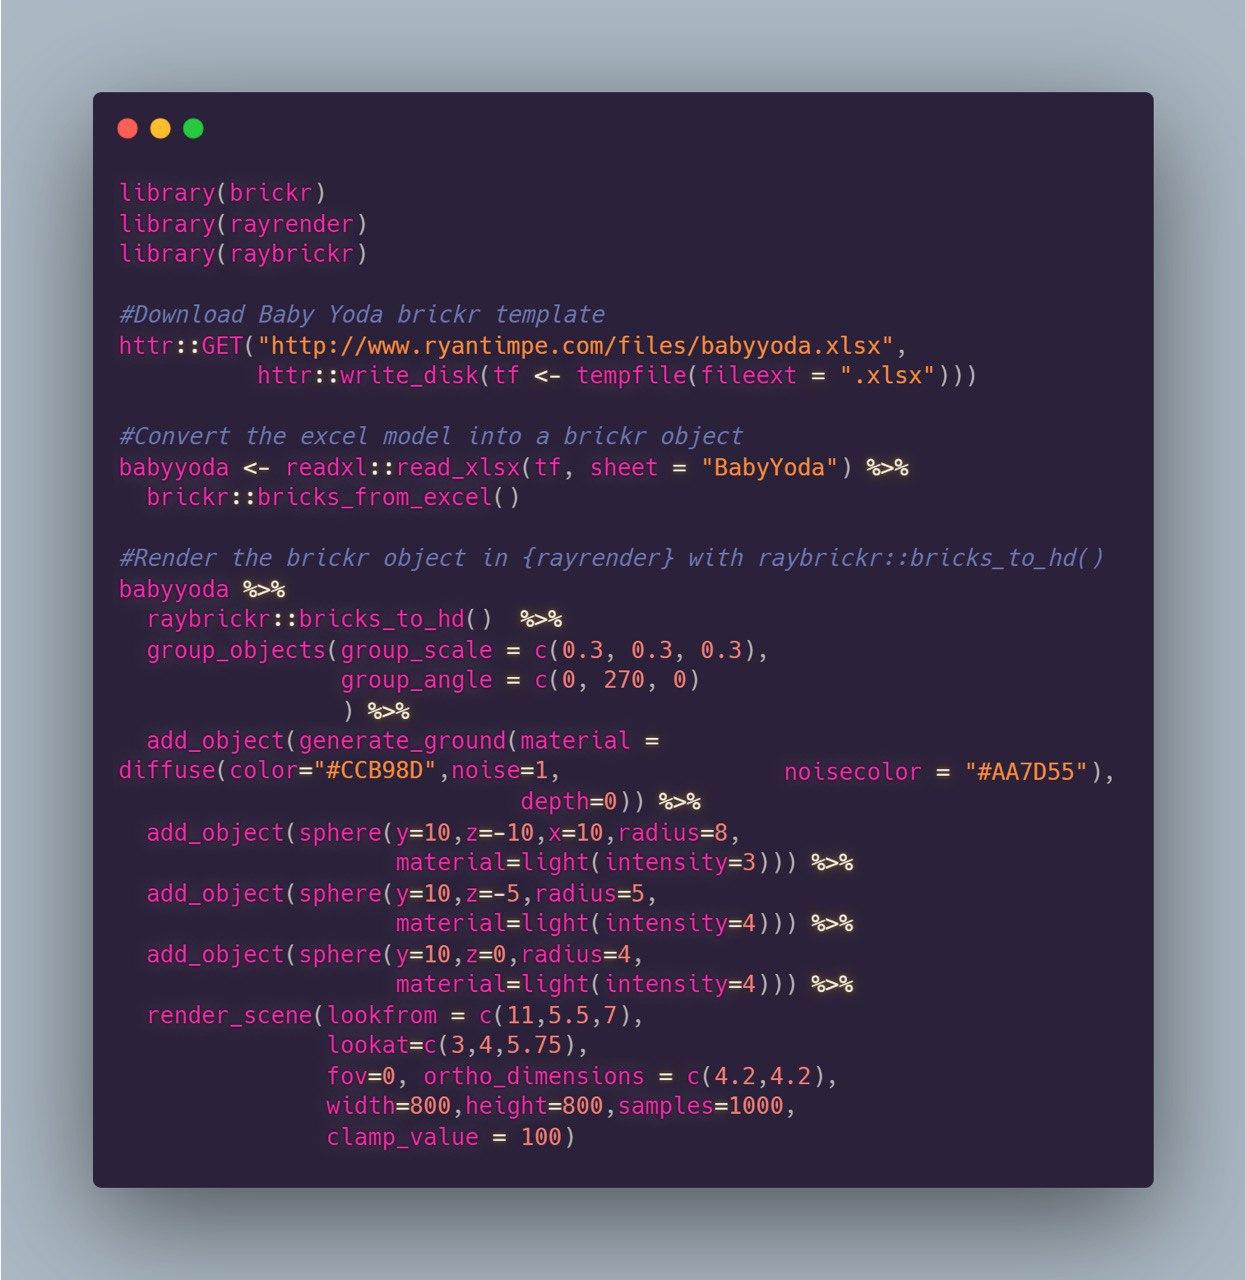 library(brickr)
library(rayrender)
library(raybrickr)

#Download Baby Yoda brickr template
httr::GET("http://www.ryantimpe.com/files/babyyoda.xlsx",
          httr::write_disk(tf <- tempfile(fileext = ".xlsx")))

#Convert the excel model into a brickr object
babyyoda <- readxl::read_xlsx(tf, sheet = "BabyYoda") %>%
  brickr::bricks_from_excel()

#Render the brickr object in {rayrender} with raybrickr::bricks_to_hd()
babyyoda %>%
  raybrickr::bricks_to_hd()  %>%
  group_objects(group_scale = c(0.3, 0.3, 0.3),
                group_angle = c(0, 270, 0)
                ) %>%
  add_object(generate_ground(material =
diffuse(color="#CCB98D",noise=1,                noisecolor = "#AA7D55"),
                             depth=0)) %>%
  add_object(sphere(y=10,z=-10,x=10,radius=8,
                    material=light(intensity=3))) %>%
  add_object(sphere(y=10,z=-5,radius=5,
                    material=light(intensity=4))) %>%
  add_object(sphere(y=10,z=0,radius=4,
                    material=light(intensity=4))) %>%
  render_scene(lookfrom = c(11,5.5,7),
               lookat=c(3,4,5.75),
               fov=0, ortho_dimensions = c(4.2,4.2),
               width=800,height=800,samples=1000,
               clamp_value = 100)